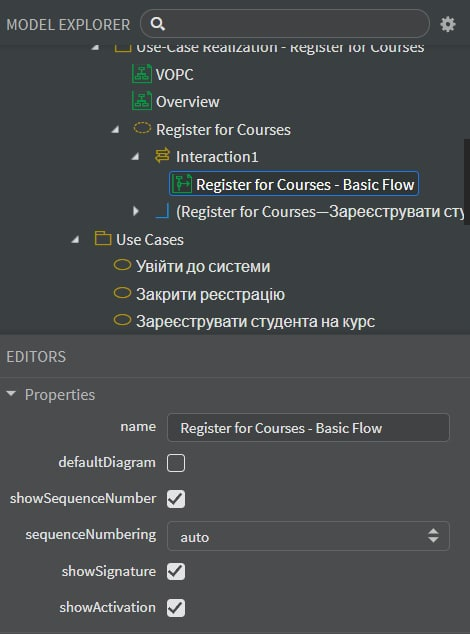 MODEL EXPLORER
Use-Case Realization - Register for Courses
VOPC
Overview
Register for Courses
Interaction1
Register for Courses - Basic Flow
(Register for Courses—Зареєструвати сту
Use Cases
Увійти до системи
Закрити реєстрацію
Зареєструвати студента на курс
EDITORS
Properties
name Register for Courses - Basic Flow
defaultDiagram
showSequenceNumber
sequenceNumbering auto
showSignature
showActivation